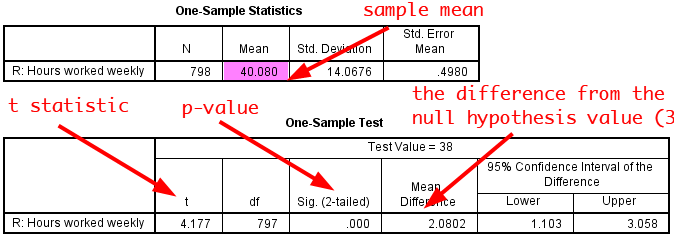 One-Sample Statistics
sample mean
N Mean Std. Deviation Std. Error Mean
R: Hours worked weekly 798 40.080 14.0676 .4980
t statistic
p-value
the difference from the
null hypothesis value (3
One-Sample Test
Test Value = 38
t df Sig. (2-tailed) Mean Difference 95% Confidence Interval of the Difference
Lower Upper
R: Hours worked weekly 4.177 797 .000 2.0802 1.103 3.058